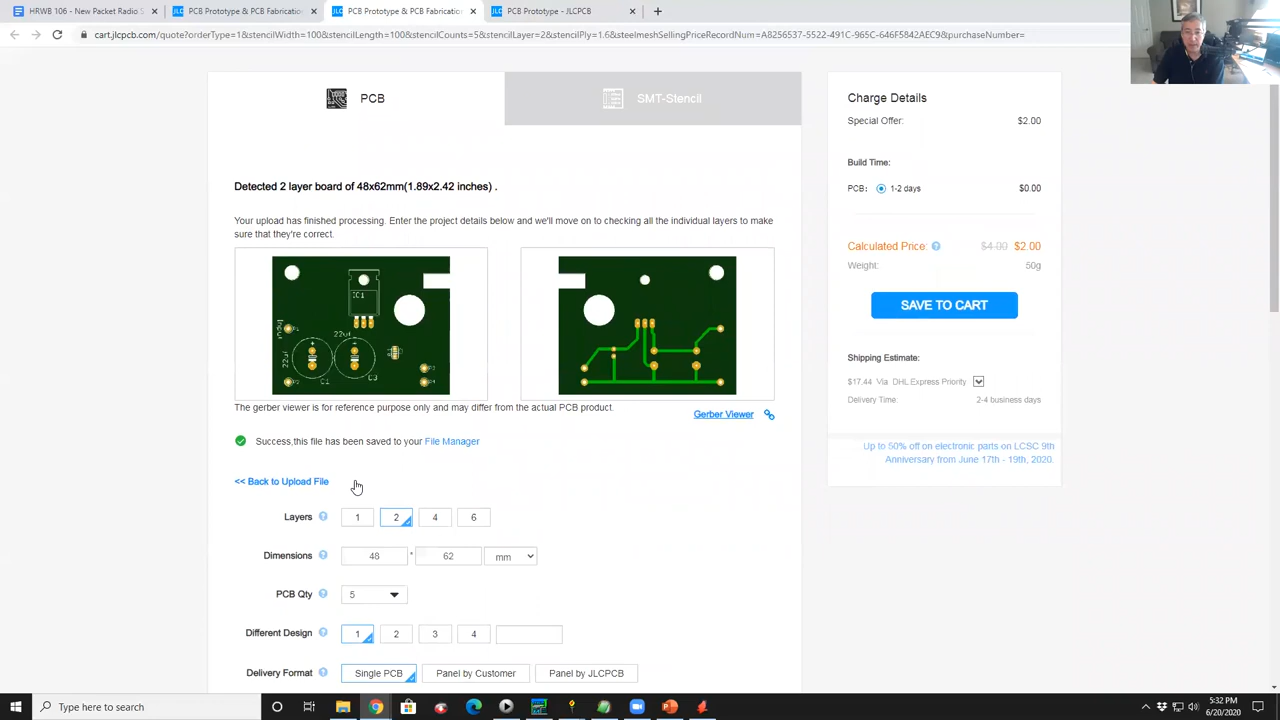 HRWB 106 - New Packet Radio S
PCB Prototype & PCB Fabrication
PCB Prototype & PCB Fabrication
PCB Prototype - JLCPCB
cart.jlcpcb.com/quote?orderType=1&stencilWidth=100&stencilLength=100&stencilCounts=5&stencilLayer=2&stencilPly=1.6&steelmeshSellingPriceRecordNum=A8256537-5522-491C-965C-646F5842AEC9&purchaseNumber=
PCB
SMT-Stencil
Detected 2 layer board of 48x62mm(1.89x2.42 inches) .
Your upload has finished processing. Enter the project details below and we'll move on to checking all the individual layers to make
sure that they're correct.
IC1
22uf
22uf
C1
C3
The gerber viewer is for reference purpose only and may differ from the actual PCB product.
Gerber Viewer
Success,this file has been saved to your File Manager
<< Back to Upload File
Layers ? 1 2 4 6
Dimensions ? 48 * 62 mm
PCB Qty ? 5
Different Design ? 1 2 3 4
Delivery Format ? Single PCB Panel by Customer Panel by JLCPCB
Charge Details
Special Offer: $2.00
Build Time:
PCB: 1-2 days $0.00
Calculated Price: ? $4.00 $2.00
Weight: 50g
SAVE TO CART
Shipping Estimate:
$17.44 Via DHL Express Priority
Delivery Time: 2-4 business days
Up to 50% off on electronic parts on LCSC 9th
Anniversary from June 17th - 19th, 2020.
Type here to search
5:32 PM
6/20/2020